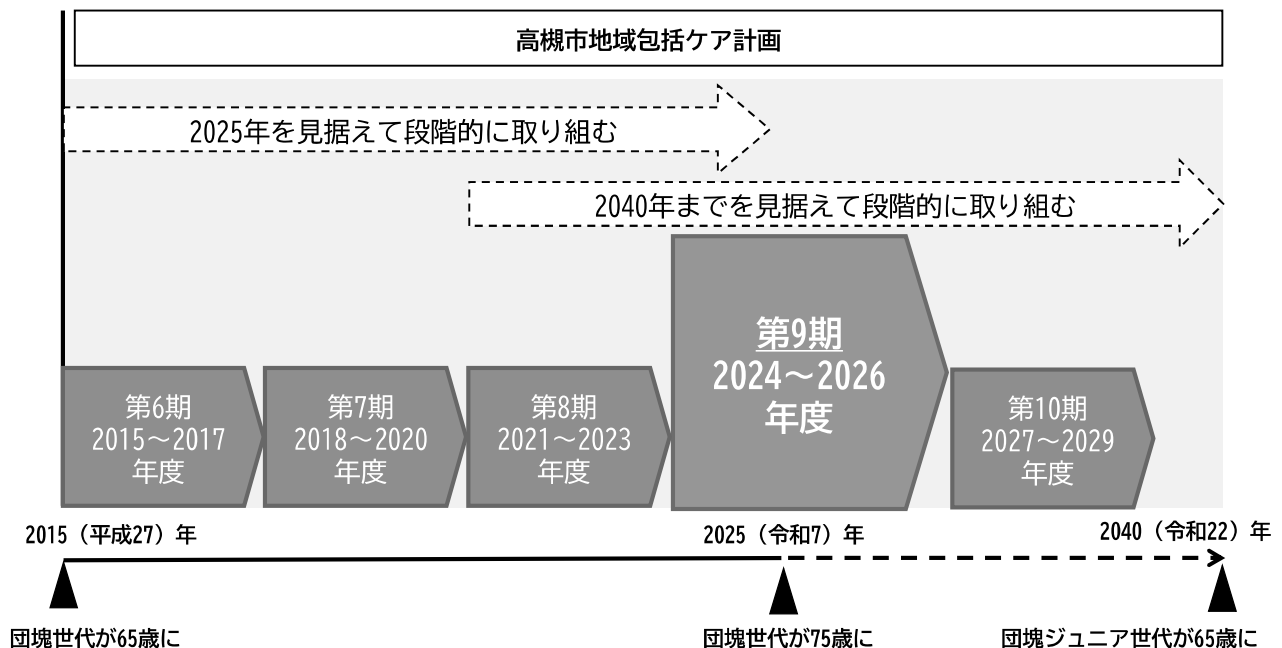 高槻市地域包括ケア計画
2025年を見据えて段階的に取り組む
2040年までを見据えて段階的に取り組む
第6期
2015～2017
年度
第7期
2018～2020
年度
第8期
2021～2023
年度
第9期
2024～2026
年度
第10期
2027～2029
年度
2015（平成27）年
2025（令和7）年
2040（令和22）年
団塊世代が65歳に
団塊世代が75歳に
団塊ジュニア世代が65歳に